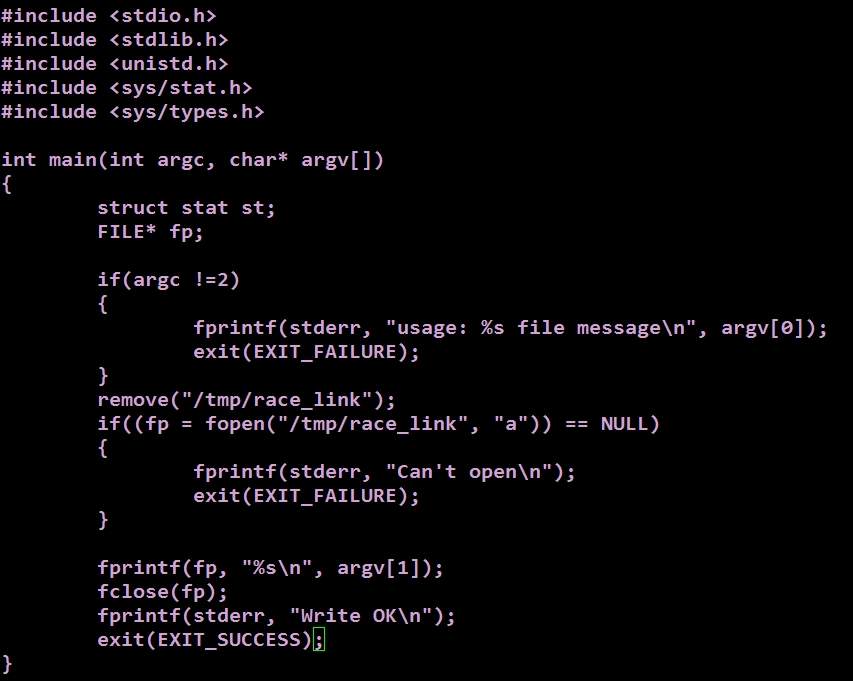 #include <stdio.h>
#include <stdlib.h>
#include <unistd.h>
#include <sys/stat.h>
#include <sys/types.h>

int main(int argc, char* argv[])
{
        struct stat st;
        FILE* fp;

        if(argc !=2)
        {
                fprintf(stderr, "usage: %s file message\n", argv[0]);
                exit(EXIT_FAILURE);
        }
        remove("/tmp/race_link");
        if((fp = fopen("/tmp/race_link", "a")) == NULL)
        {
                fprintf(stderr, "Can't open\n");
                exit(EXIT_FAILURE);
        }

        fprintf(fp, "%s\n", argv[1]);
        fclose(fp);
        fprintf(stderr, "Write OK\n");
        exit(EXIT_SUCCESS);
}